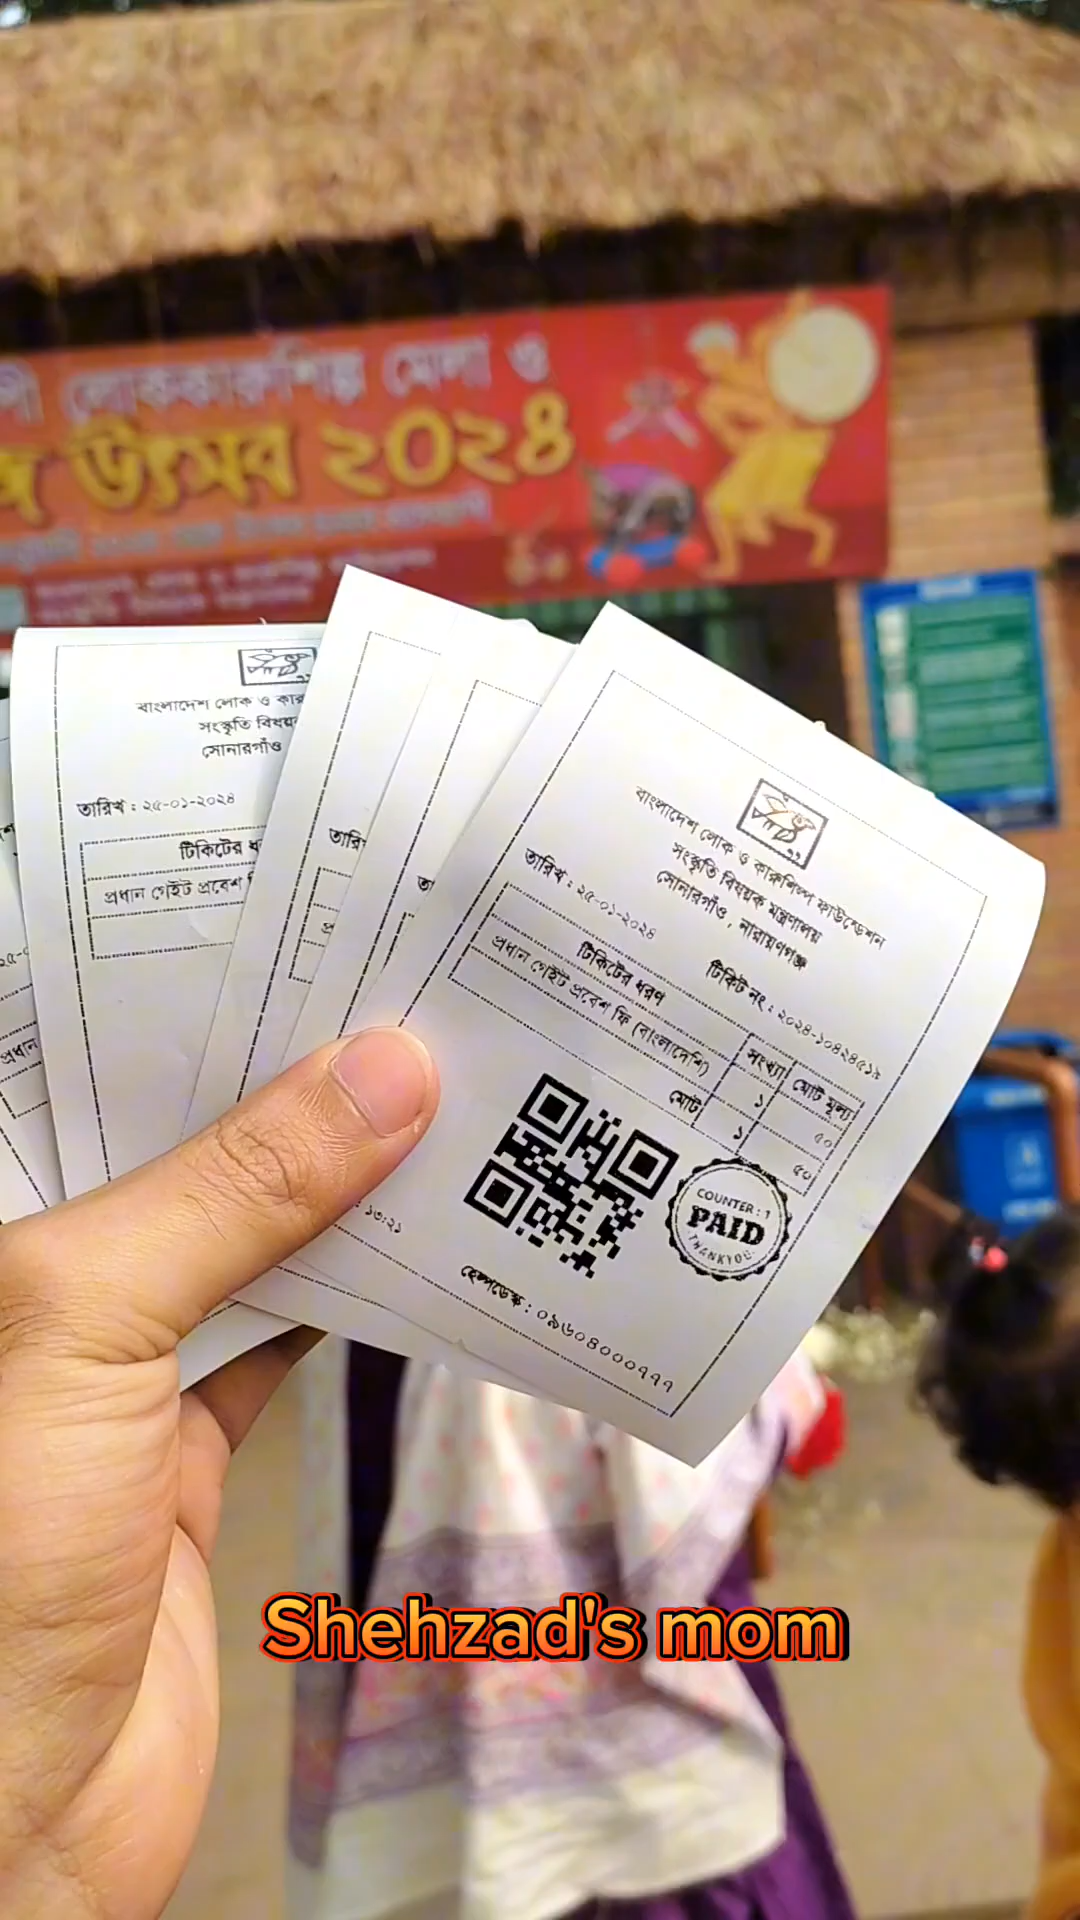 লোককারুশিল্প মেলা ও
উৎসব ২০২৪
বাংলাদেশ লোক ও
সংস্কৃতি বিষয়ক
সোনারগাঁও
তারিখ : ২৫-০১-২০২৪
টিকিটের
প্রধান গেইট প্রবেশ
বাংলাদেশ লোক ও কারুশিল্প ফাউন্ডেশন
সংস্কৃতি বিষয়ক মন্ত্রণালয়
সোনারগাঁও , নারায়ণগঞ্জ
তারিখ : ২৫-০১-২০২৪
টিকিট নং : ২০২৪-১০৪২৪৫১৯
টিকিটের ধরণ সংখ্যা মোট মূল্য
প্রধান গেইট প্রবেশ ফি (বাংলাদেশি) ১ ৫০
মোট ১ ৫০
COUNTER : 1
PAID
THANKYOU
: ১৩:২১
হেল্পডেস্ক : ০৯৬০৪০০০৭৭৭
Shehzad's mom